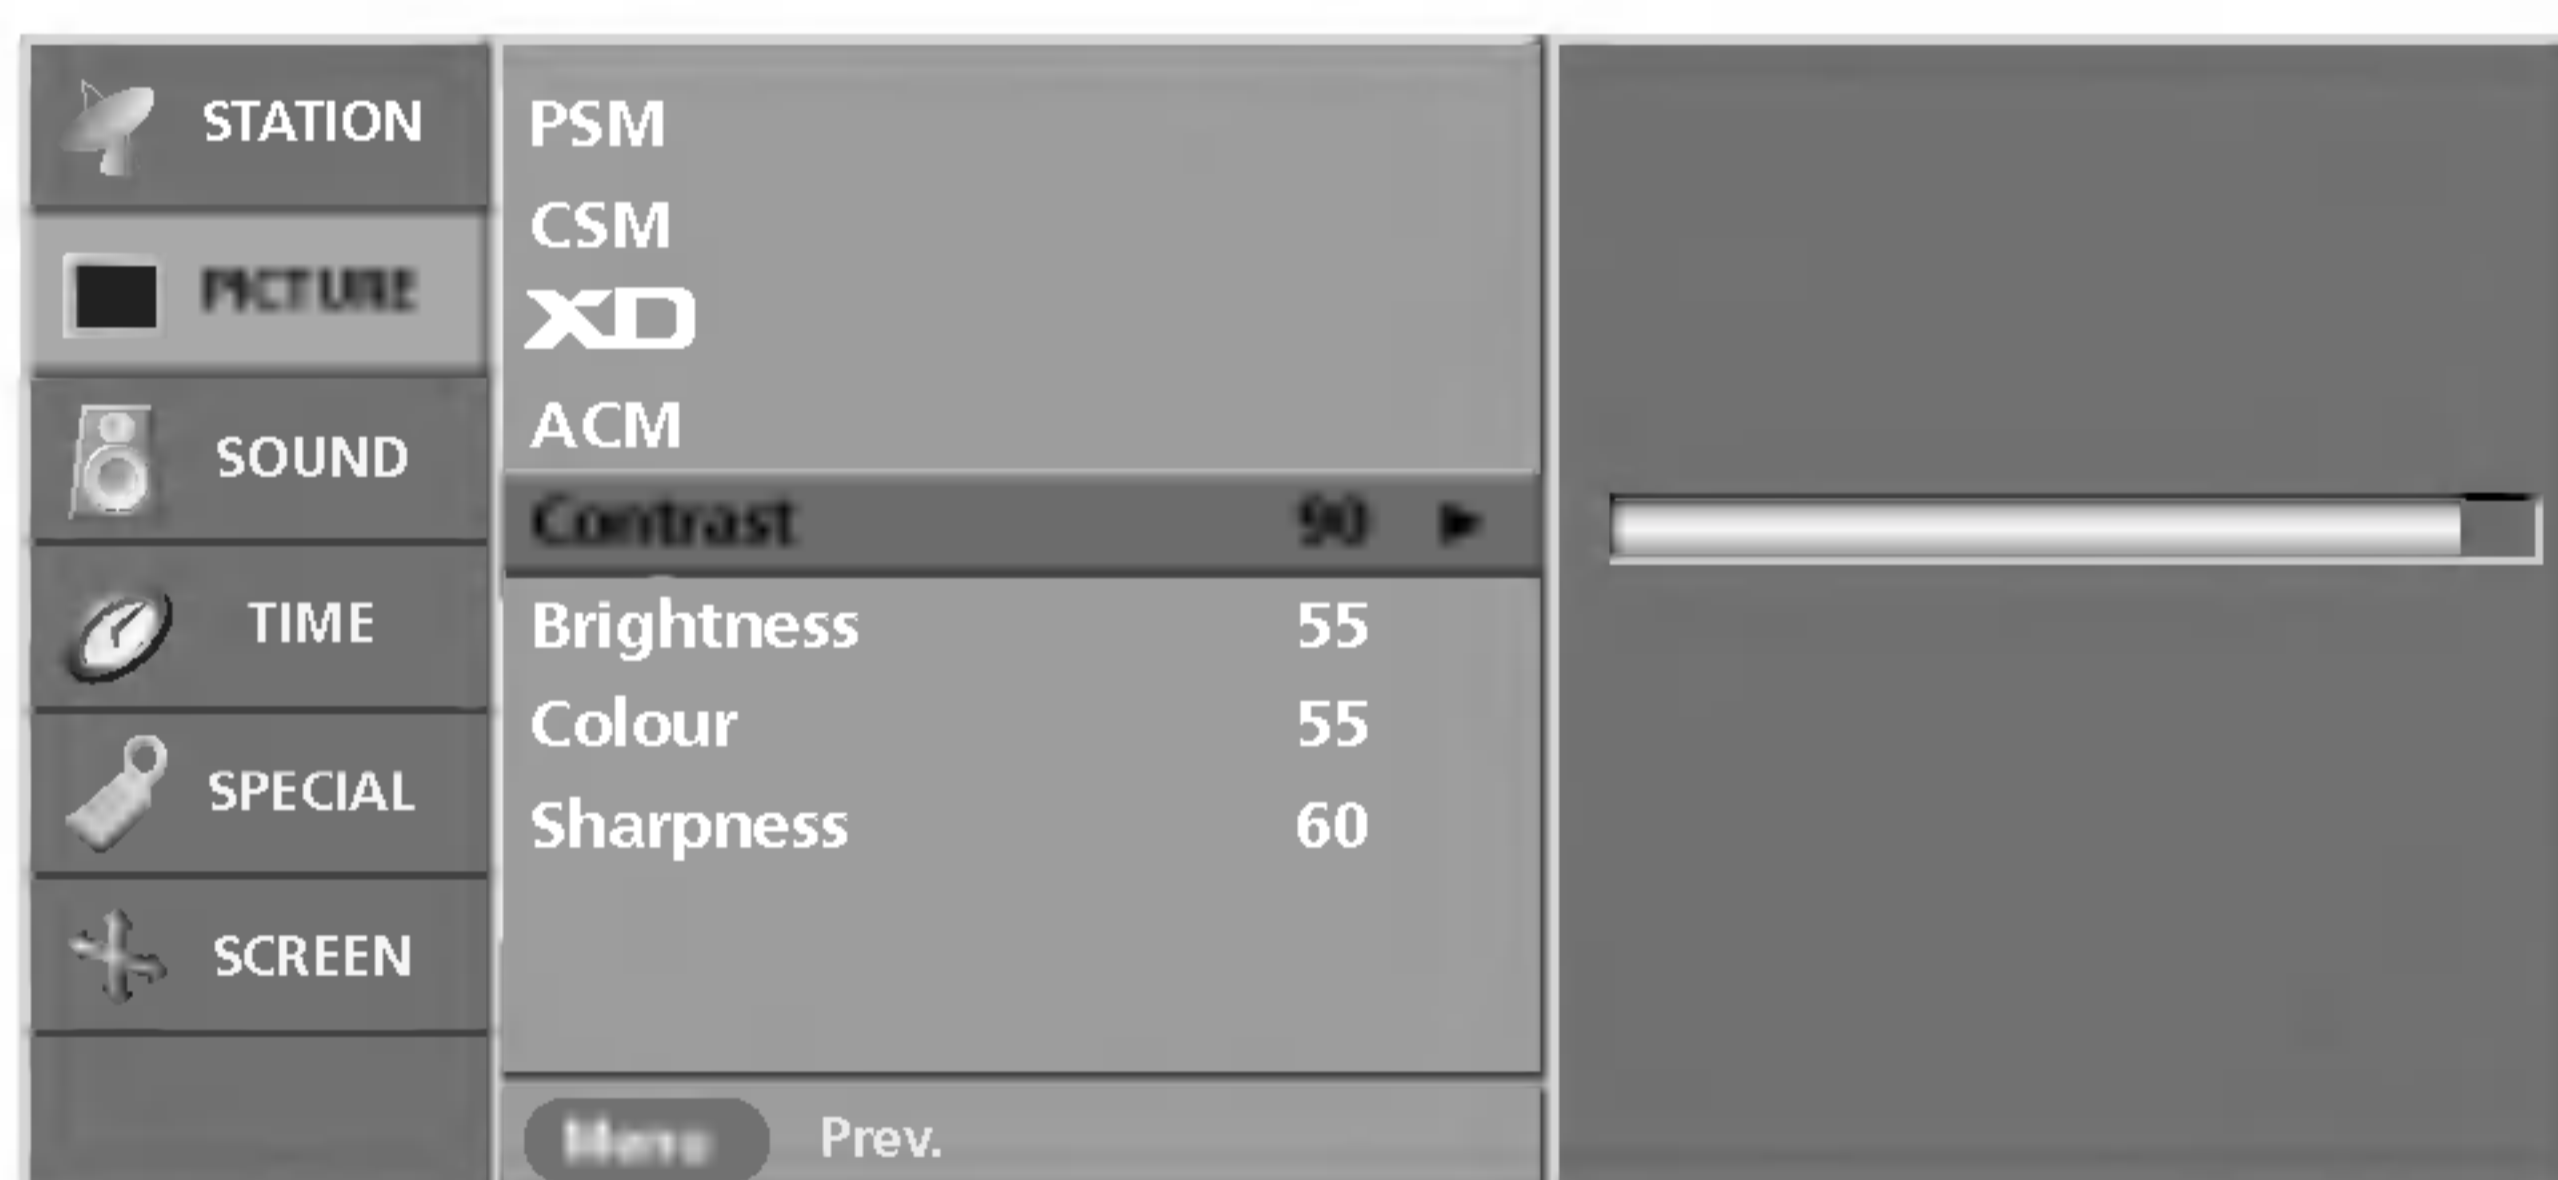 STATION
PICTURE
SOUND
TIME
SPECIAL
SCREEN
PSM
CSM
XD
ACM
Contrast 90
Brightness 55
Colour 55
Sharpness 60
Menu Prev.